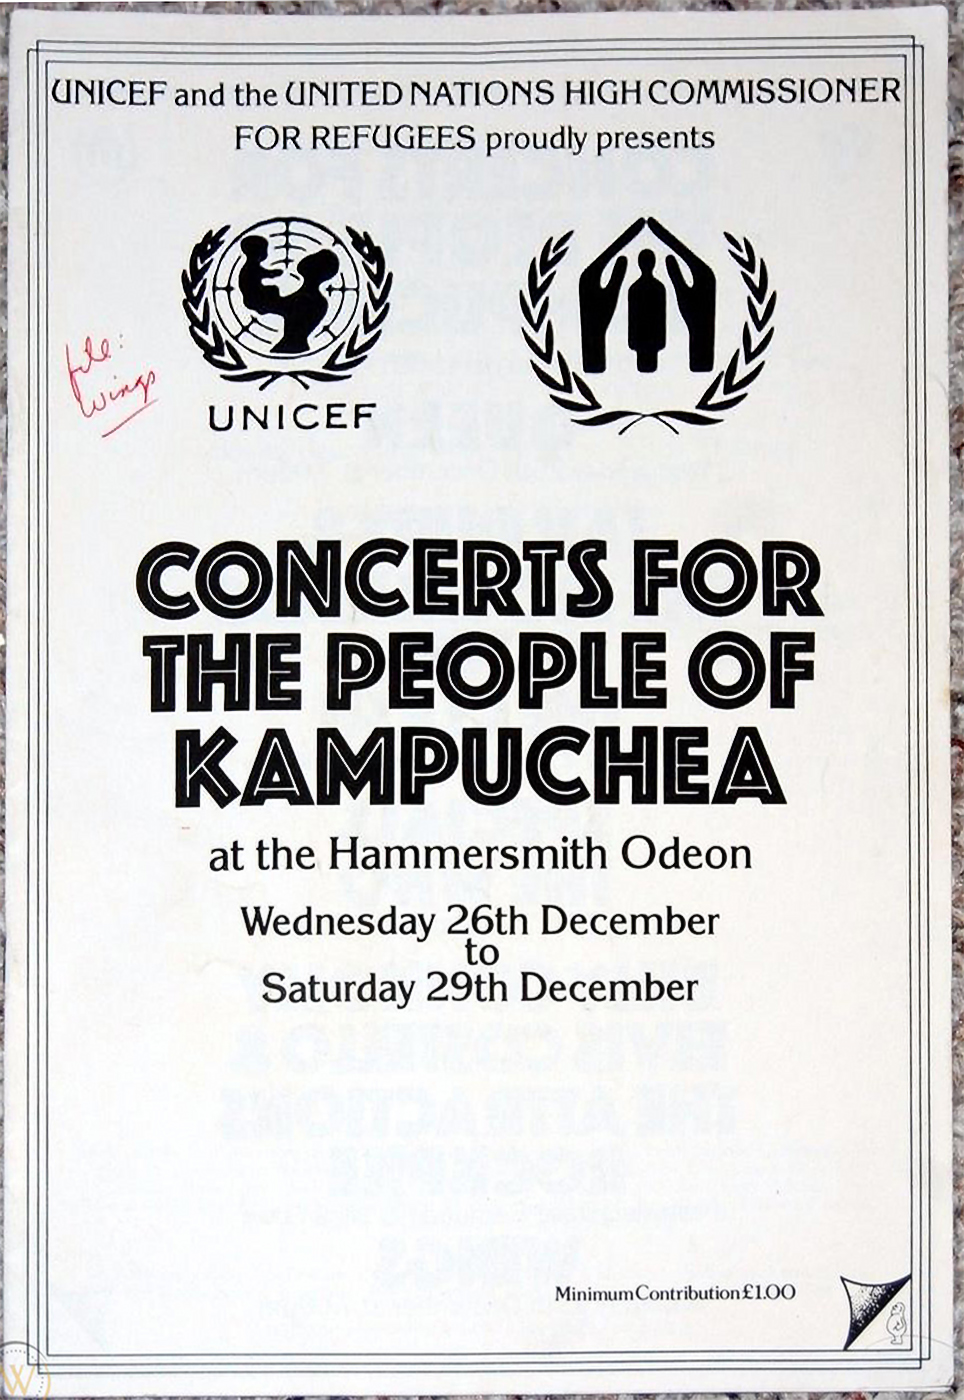 UNICEF and the UNITED NATIONS HIGH COMMISSIONER
FOR REFUGEES proudly presents
file:
Wings
UNICEF
CONCERTS FOR
THE PEOPLE OF
KAMPUCHEA
at the Hammersmith Odeon
Wednesday 26th December
to
Saturday 29th December
Minimum Contribution £1.00
W